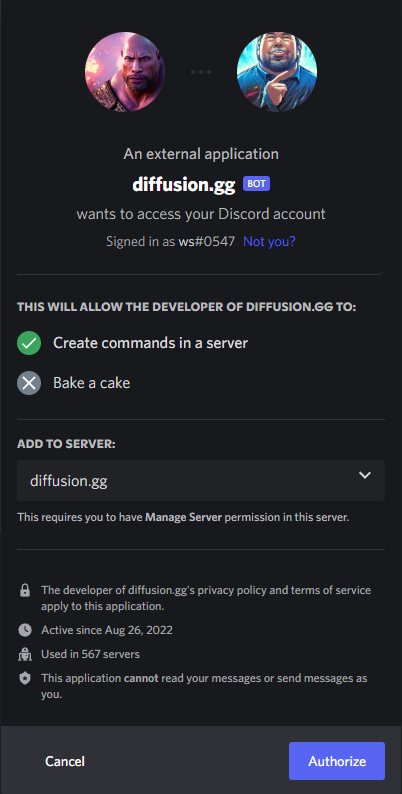 An external application
diffusion.gg BOT
wants to access your Discord account
Signed in as ws#0547 Not you?
THIS WILL ALLOW THE DEVELOPER OF DIFFUSION.GG TO:
Create commands in a server
Bake a cake
ADD TO SERVER:
diffusion.gg
This requires you to have Manage Server permission in this server.
The developer of diffusion.gg's privacy policy and terms of service
apply to this application.
Active since Aug 26, 2022
Used in 567 servers
This application cannot read your messages or send messages as
you.
Cancel
Authorize